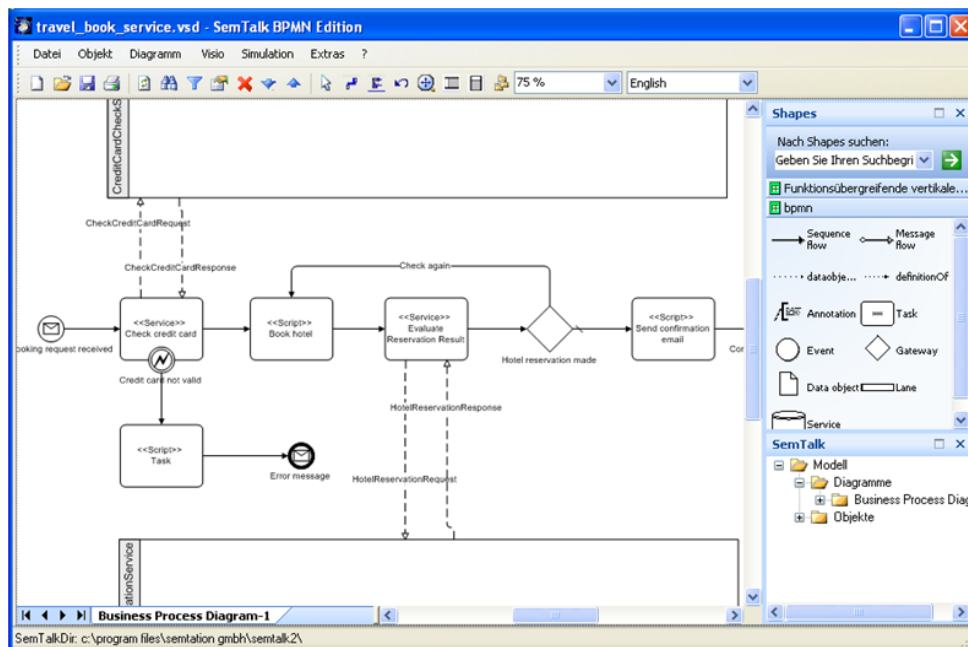 travel_book_service.vsd - SemTalk BPMN Edition
Datei Objekt Diagramm Visio Simulation Extras ?
75 % English
CreditCardCheckS
CheckCreditCardRequest
CheckCreditCardResponse
Check again
<<Service>>
Check credit card
<<Script>>
Book hotel
<<Service>>
Evaluate
Reservation Result
<<Script>>
Send confirmation
email
ooking request received
Hotel reservation made
Cor
Credit card not valid
HotelReservationResponse
<<Script>>
Task
Error message
HotelReservationRequest
ationService
Business Process Diagram-1
Shapes
Nach Shapes suchen:
Geben Sie Ihren Suchbegri
Funktionsübergreifende vertikale...
bpmn
Sequence
flow
Message
flow
dataobje...
definitionOf
Annotation
Task
Event
Gateway
Data object
Lane
Service
SemTalk
Modell
Diagramme
Business Process Diag
Objekte
SemTalkDir: c:\program files\semtation gmbh\semtalk2\